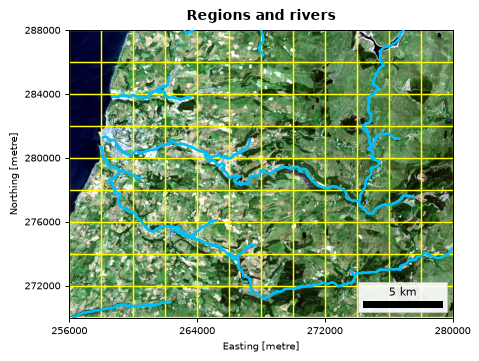 Regions and rivers
288000
284000
280000
276000
272000
Northing [metre]
5 km
256000 264000 272000 280000
Easting [metre]